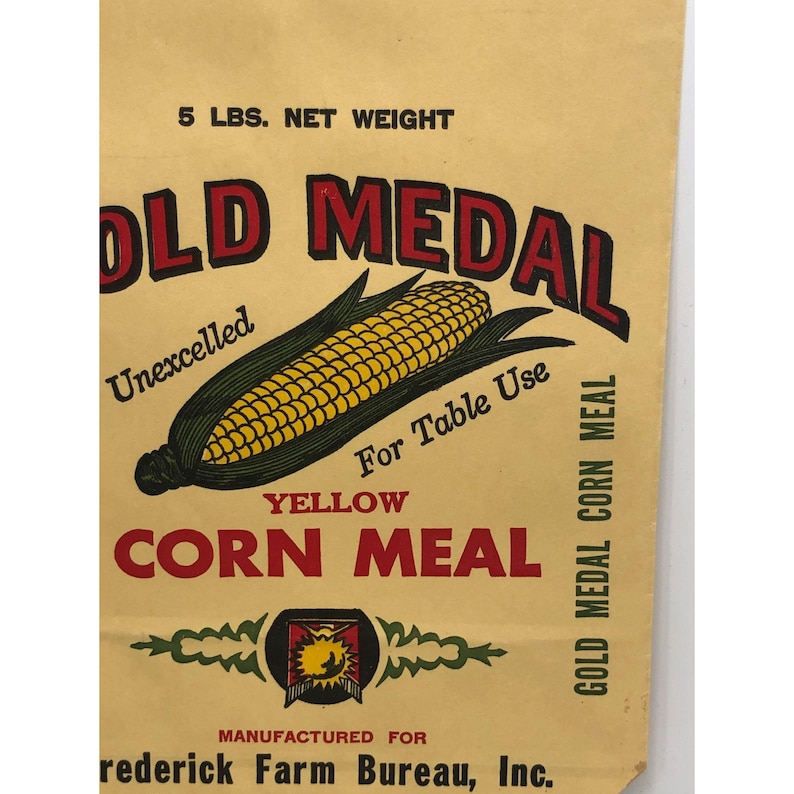 5 LBS. NET WEIGHT
OLD MEDAL
Unexcelled
For Table Use
YELLOW
CORN MEAL
GOLD MEDAL CORN MEAL
MANUFACTURED FOR
rederick Farm Bureau, Inc.